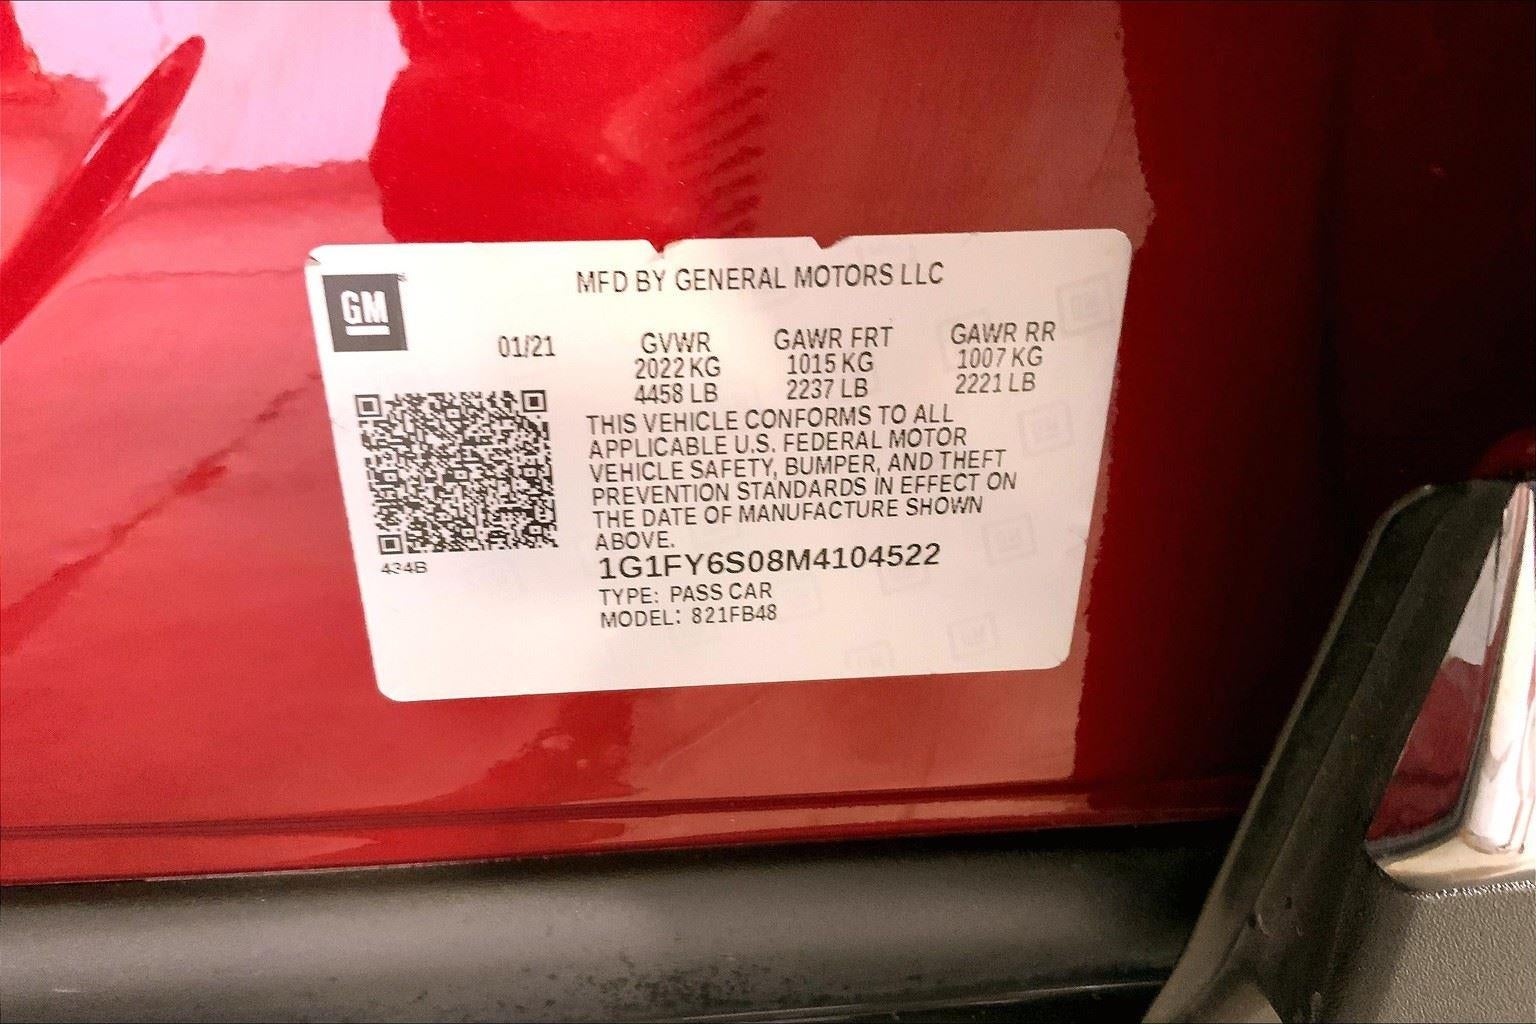 MFD BY GENERAL MOTORS LLC
GM
01/21
GVWR
2022 KG
4458 LB
GAWR FRT
1015 KG
2237 LB
GAWR RR
1007 KG
2221 LB
THIS VEHICLE CONFORMS TO ALL
APPLICABLE U.S. FEDERAL MOTOR
VEHICLE SAFETY, BUMPER, AND THEFT
PREVENTION STANDARDS IN EFFECT ON
THE DATE OF MANUFACTURE SHOWN
ABOVE.
434B
1G1FY6S08M4104522
TYPE: PASS CAR
MODEL: 821FB48